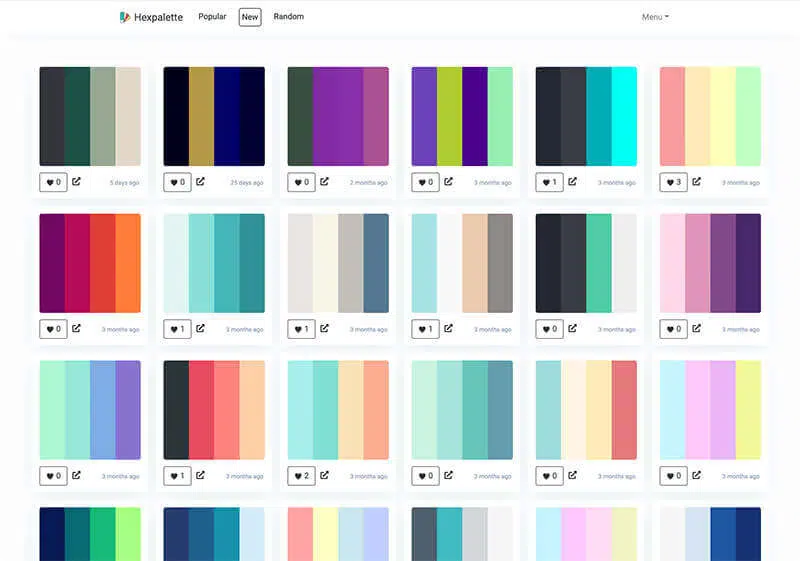 Hexpalette Popular New Random Menu
0 5 days ago 0 25 days ago 0 2 months ago 0 3 months ago 1 3 months ago 3 3 months ago
0 3 months ago 1 3 months ago 1 3 months ago 1 3 months ago 0 3 months ago 0 3 months ago
0 3 months ago 1 3 months ago 2 3 months ago 0 3 months ago 0 3 months ago 0 3 months ago